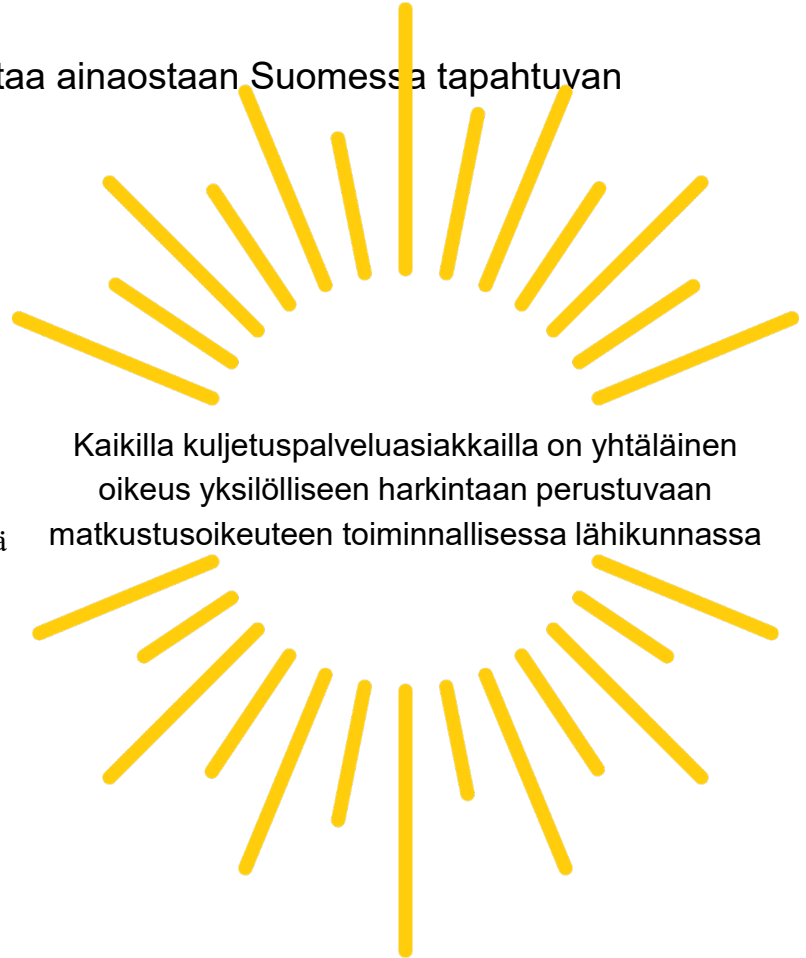 taa ainaostaan Suomessa tapahtuvan
Kaikilla kuljetuspalveluasiakkailla on yhtäläinen
oikeus yksilölliseen harkintaan perustuvaan
ä matkustusoikeuteen toiminnallisessa lähikunnassa